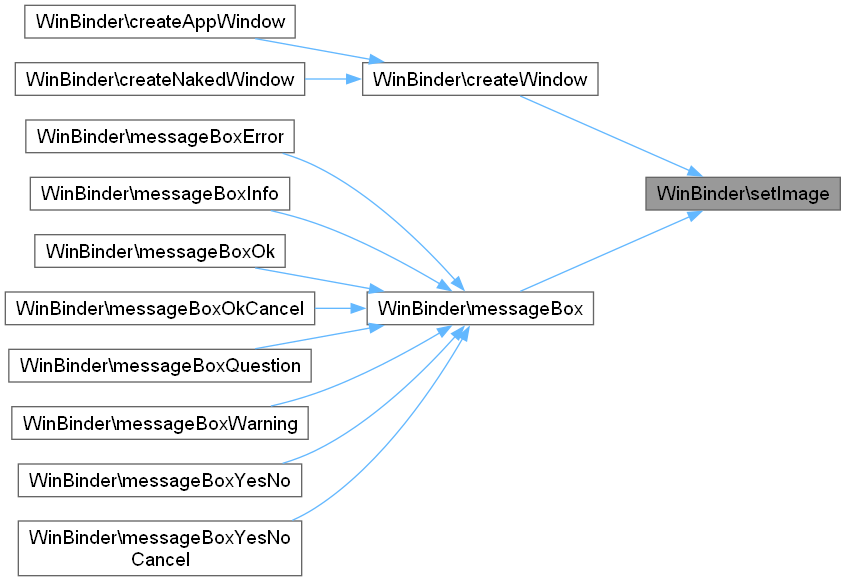 WinBinder\createAppWindow
WinBinder\createNakedWindow
WinBinder\createWindow
WinBinder\messageBoxError
WinBinder\messageBoxInfo
WinBinder\setImage
WinBinder\messageBoxOk
WinBinder\messageBoxOkCancel
WinBinder\messageBox
WinBinder\messageBoxQuestion
WinBinder\messageBoxWarning
WinBinder\messageBoxYesNo
WinBinder\messageBoxYesNo
Cancel